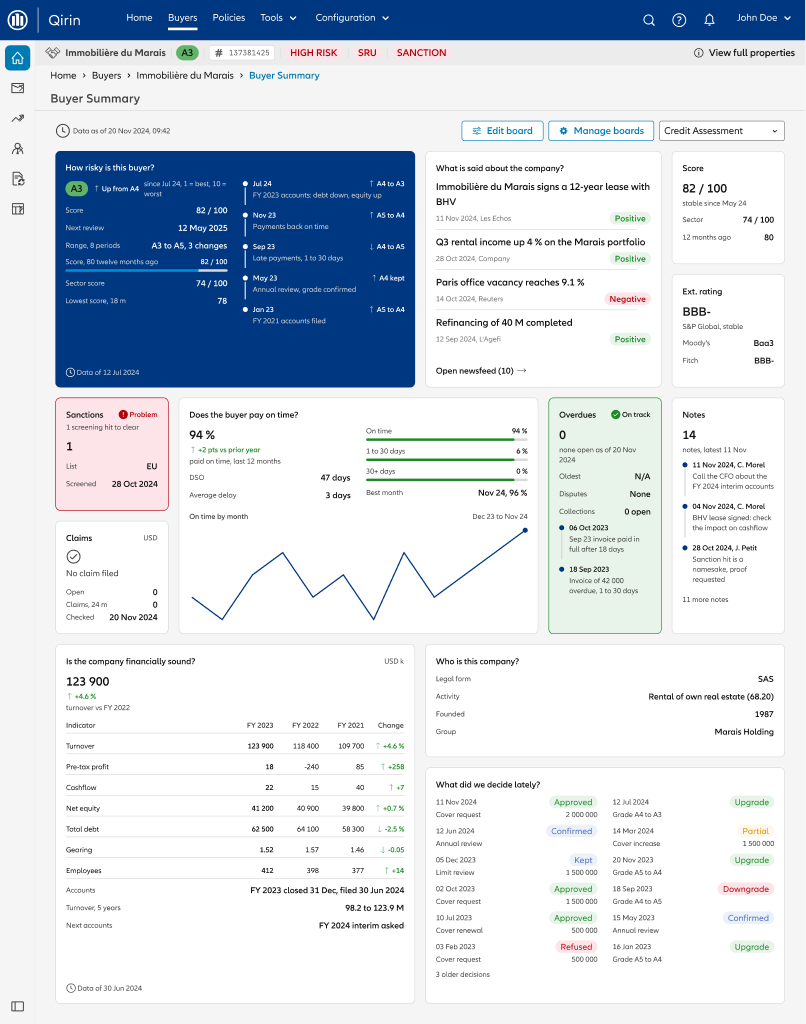 Qirin
Home
Buyers
Policies
Tools
Configuration
John Doe
Immobilière du Marais
A3
# 137381425
HIGH RISK
SRU
SANCTION
View full properties
Home › Buyers › Immobilière du Marais › Buyer Summary
Buyer Summary
Data as of 20 Nov 2024, 09:42
Edit board
Manage boards
Credit Assessment
How risky is this buyer?
A3
↑ Up from A4
since Jul 24, 1 = best, 10 =
worst
Score 82 / 100
Next review 12 May 2025
Range, 8 periods A3 to A5, 3 changes
Score, 80 twelve months ago 82 / 100
Sector score 74 / 100
Lowest score, 18 m 78
Jul 24 ↑ A4 to A3
FY 2023 accounts: debt down, equity up
Nov 23 ↑ A5 to A4
Payments back on time
Sep 23 ↓ A4 to A5
Late payments, 1 to 30 days
May 23 ↑ A4 kept
Annual review, grade confirmed
Jan 23 ↑ A5 to A4
FY 2021 accounts filed
Data of 12 Jul 2024
What is said about the company?
Immobilière du Marais signs a 12-year lease with
BHV
11 Nov 2024, Les Echos Positive
Q3 rental income up 4 % on the Marais portfolio
28 Oct 2024, Company Positive
Paris office vacancy reaches 9.1 %
14 Oct 2024, Reuters Negative
Refinancing of 40 M completed
12 Sep 2024, L'Agefi Positive
Open newsfeed (10) →
Score
82 / 100
stable since May 24
Sector 74 / 100
12 months ago 80
Ext. rating
BBB-
S&P Global, stable
Moody's Baa3
Fitch BBB-
Sanctions Problem
1 screening hit to clear
1
List EU
Screened 28 Oct 2024
Claims USD
No claim filed
Open 0
Claims, 24 m 0
Checked 20 Nov 2024
Does the buyer pay on time?
94 %
↑ +2 pts vs prior year
paid on time, last 12 months
DSO 47 days
Average delay 3 days
On time 94 %
1 to 30 days 6 %
30+ days 0 %
Best month Nov 24, 96 %
On time by month Dec 23 to Nov 24
Overdues On track
0
none open as of 20 Nov
2024
Oldest N/A
Disputes None
Collections 0 open
06 Oct 2023
Sep 23 invoice paid in
full after 18 days
18 Sep 2023
Invoice of 42 000
overdue, 1 to 30 days
Notes
14
notes, latest 11 Nov
11 Nov 2024, C. Morel
Call the CFO about the
FY 2024 interim accounts
04 Nov 2024, C. Morel
BHV lease signed: check
the impact on cashflow
28 Oct 2024, J. Petit
Sanction hit is a
namesake, proof
requested
11 more notes
Is the company financially sound? USD k
123 900
↑ +4.6 %
turnover vs FY 2022
Indicator FY 2023 FY 2022 FY 2021 Change
Turnover 123 900 118 400 109 700 ↑ +4.6 %
Pre-tax profit 18 -240 85 ↑ +258
Cashflow 22 15 40 ↑ +7
Net equity 41 200 40 900 39 800 ↑ +0.7 %
Total debt 62 500 64 100 58 300 ↓ -2.5 %
Gearing 1.52 1.57 1.46 ↓ -0.05
Employees 412 398 377 ↑ +14
Accounts FY 2023 closed 31 Dec, filed 30 Jun 2024
Turnover, 5 years 98.2 to 123.9 M
Next accounts FY 2024 interim asked
Data of 30 Jun 2024
Who is this company?
Legal form SAS
Activity Rental of own real estate (68.20)
Founded 1987
Group Marais Holding
What did we decide lately?
11 Nov 2024 Approved
Cover request 2 000 000
12 Jul 2024 Upgrade
Grade A4 to A3
12 Jun 2024 Confirmed
Annual review
14 Mar 2024 Partial
Cover increase 1 500 000
05 Dec 2023 Kept
Limit review 1 500 000
20 Nov 2023 Upgrade
Grade A5 to A4
02 Oct 2023 Approved
Cover request 1 500 000
18 Sep 2023 Downgrade
Grade A4 to A5
10 Jul 2023 Approved
Cover renewal 500 000
15 May 2023 Confirmed
Annual review
03 Feb 2023 Refused
Cover request 500 000
16 Jan 2023 Upgrade
Grade A5 to A4
3 older decisions